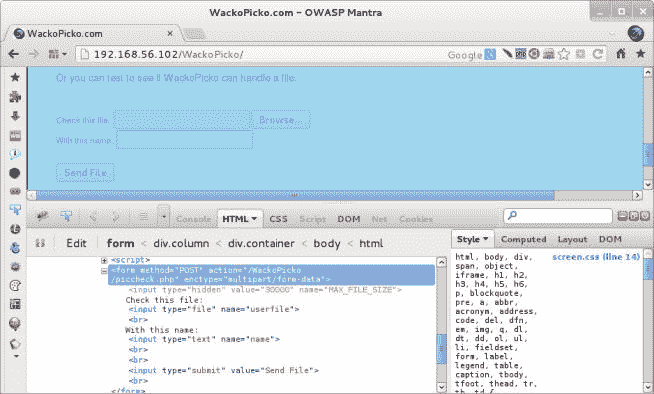 WackoPicko.com - OWASP Mantra
WackoPicko.com
192.168.56.102/WackoPicko/
Google
Or you can test to see if WackoPicko can handle a file.
Check this file: Browse...
With this name:
Send File
Console HTML CSS Script DOM Net Cookies
Edit form < div.column < div.container < body < html
Style Computed Layout DOM
<script>
<form method="POST" action="/WackoPicko
/piccheck.php" enctype="multipart/form-data">
<input type="hidden" value="30000" name="MAX_FILE_SIZE">
Check this file:
<input type="file" name="userfile">
<br>
With this name:
<input type="text" name="name">
<br>
<br>
<input type="submit" value="Send File">
<br>
</form>
html, body, div, screen.css (line 14)
span, object,
iframe, h1, h2,
h3, h4, h5, h6,
p, blockquote,
pre, a, abbr,
acronym, address,
code, del, dfn,
em, img, q, dl,
dt, dd, ol, ul,
li, fieldset,
form, label,
legend, table,
caption, tbody,
tfoot, thead, tr,
th, td {